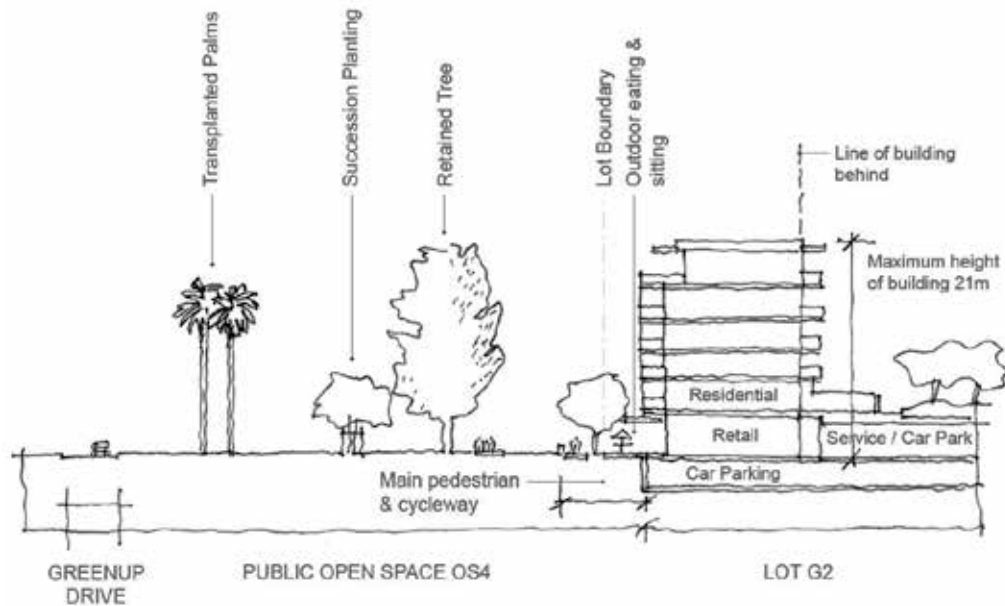 Transplanted Palms
Succession Planting
Retained Tree
Lot Boundary
Outdoor eating &
sitting
Line of building
behind
Maximum height
of building 21m
Residential
Retail
Service / Car Park
Car Parking
Main pedestrian
& cycleway
GREENUP
DRIVE
PUBLIC OPEN SPACE OS4
LOT G2